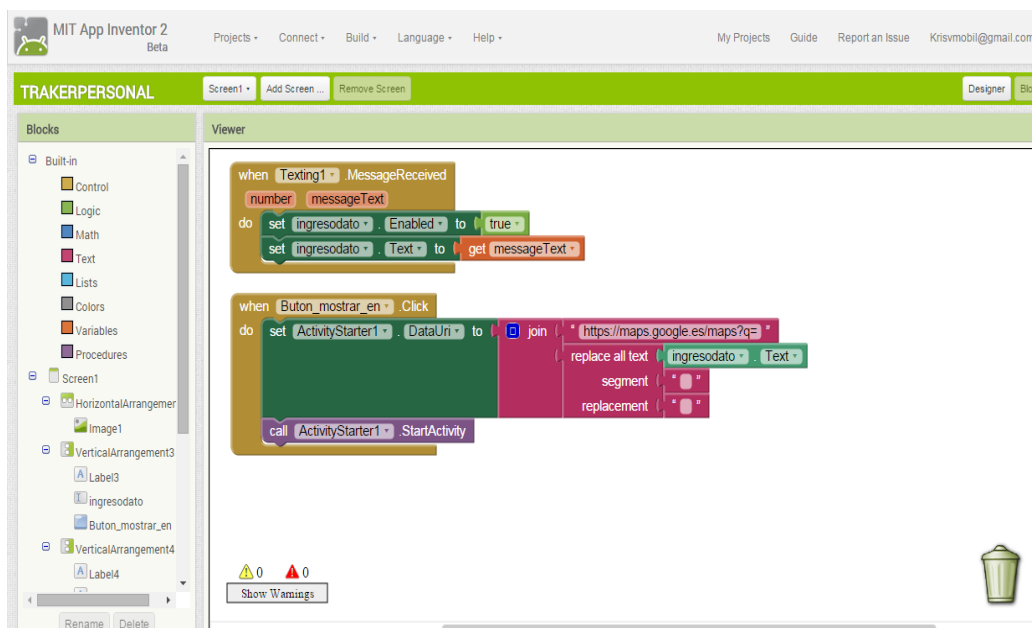 MIT App Inventor 2
Beta
Projects Connect Build Language Help
My Projects Guide Report an Issue Krisvmobil@gmail.com
TRAKERPERSONAL
Screen1 Add Screen ... Remove Screen
Designer Blo
Blocks
Viewer
Built-in
Control
Logic
Math
Text
Lists
Colors
Variables
Procedures
Screen1
HorizontalArrangemer
Image1
VerticalArrangement3
Label3
ingresodato
Buton_mostrar_en
VerticalArrangement4
Label4
Rename Delete
when Texting1 .MessageReceived
number messageText
do set ingresodato . Enabled to true
set ingresodato . Text to get messageText
when Buton_mostrar_en .Click
do set ActivityStarter1 . DataUri to join " https://maps.google.es/maps?q= "
replace all text ingresodato . Text
segment " "
replacement " "
call ActivityStarter1 .StartActivity
0 0
Show Warnings